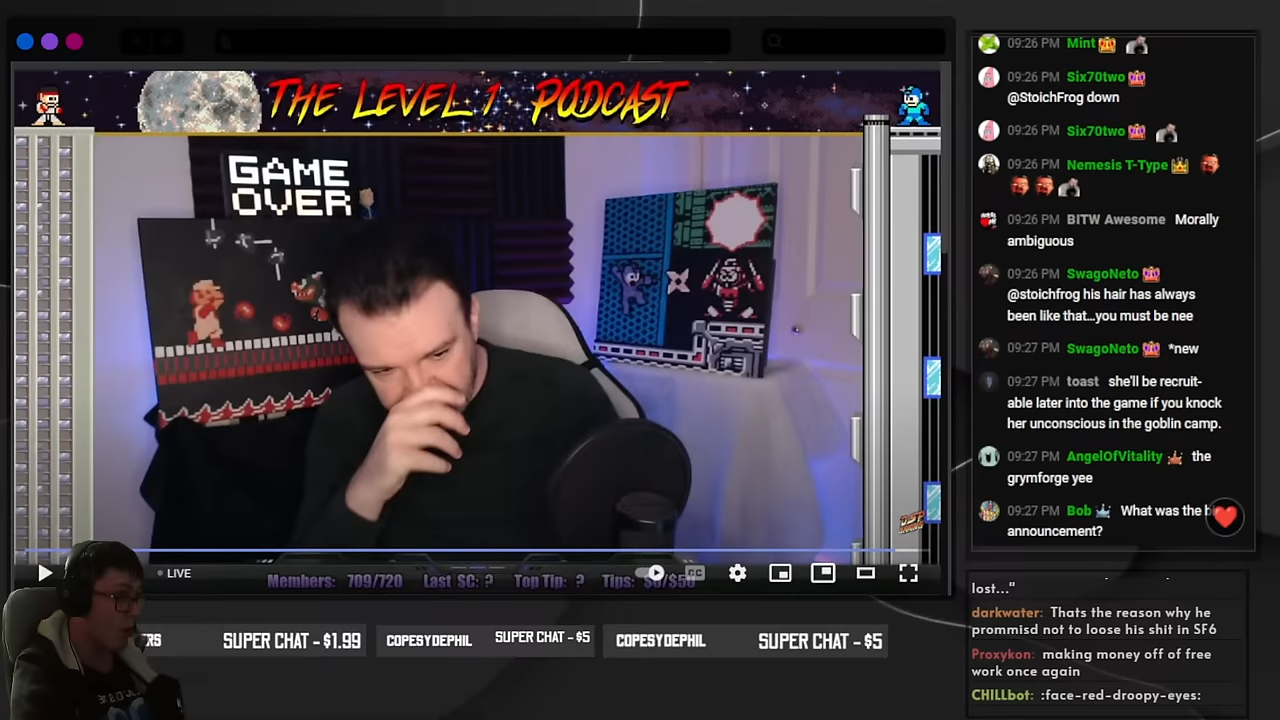 THE LEVEL 1 PODCAST
GAME
OVER
LIVE
CC
Members: 709/720 Last SC: ? Top Tip: ? Tips:
SUPER CHAT - $1.99
COPESYDEPHIL SUPER CHAT - $5
COPESYDEPHIL SUPER CHAT - $5
09:26 PM Mint
09:26 PM Six70two
@StoichFrog down
09:26 PM Six70two
09:26 PM Nemesis T-Type
09:26 PM BITW Awesome Morally
ambiguous
09:26 PM SwagoNeto
@stoichfrog his hair has always
been like that...you must be nee
09:27 PM SwagoNeto *new
09:27 PM toast she'll be recruit-
able later into the game if you knock
her unconscious in the goblin camp.
09:27 PM AngelOfVitality the
grymforge yee
09:27 PM Bob What was the
announcement?
lost..."
darkwater: Thats the reason why he
prommisd not to loose his shit in SF6
Proxykon: making money off of free
work once again
CHILLbot: :face-red-droopy-eyes: